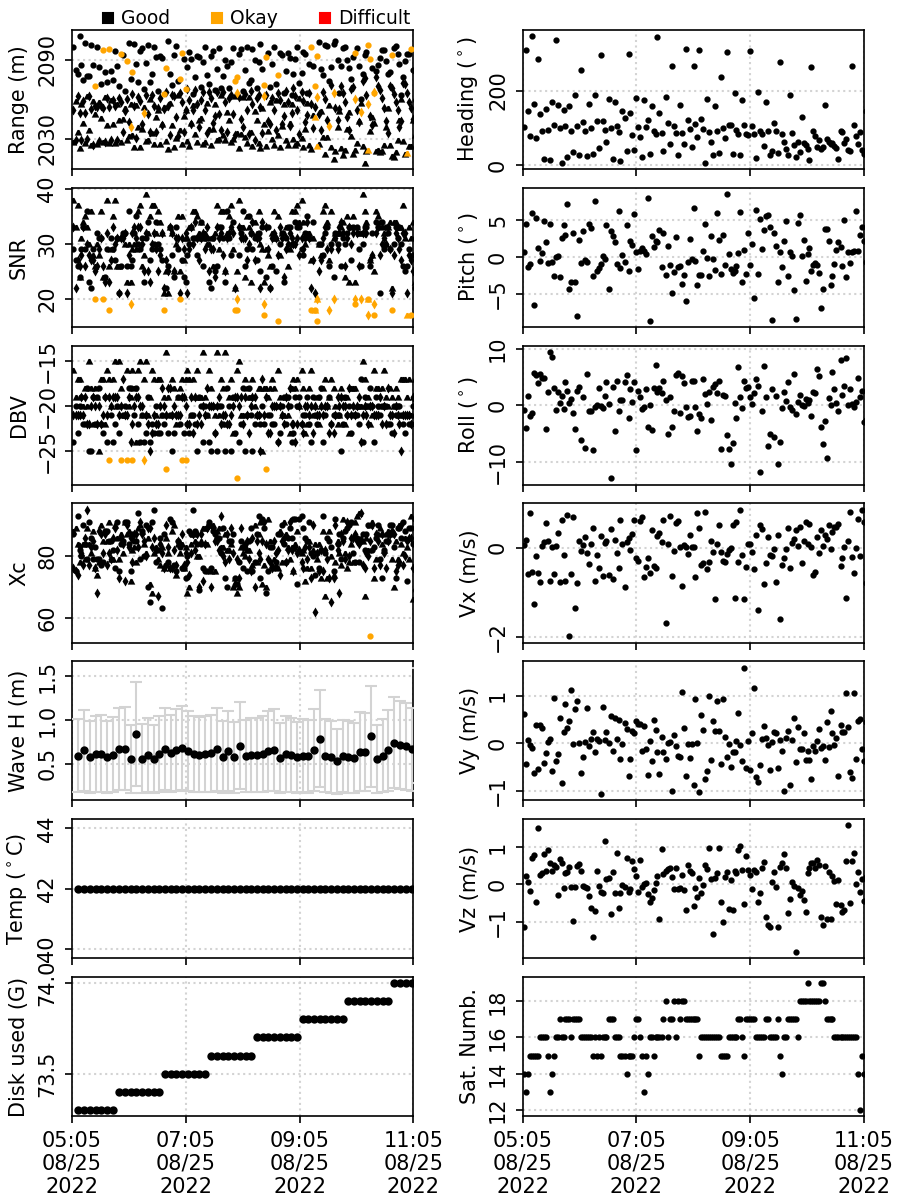 Good Okay Difficult
Range (m)
2090
2030
Heading (°)
200
0
SNR
40
30
20
Pitch (°)
5
0
−5
DBV
−15
−20
−25
Roll (°)
10
0
−10
Xc
80
60
Vx (m/s)
0
−2
Wave H (m)
1.5
1.0
0.5
Vy (m/s)
1
0
−1
Temp (°C)
44
42
40
Vz (m/s)
1
0
−1
Disk used (G)
74.0
73.5
Sat. Numb.
18
16
14
12
05:05 07:05 09:05 11:05
08/25 08/25 08/25 08/25
2022 2022 2022 2022
05:05 07:05 09:05 11:05
08/25 08/25 08/25 08/25
2022 2022 2022 2022